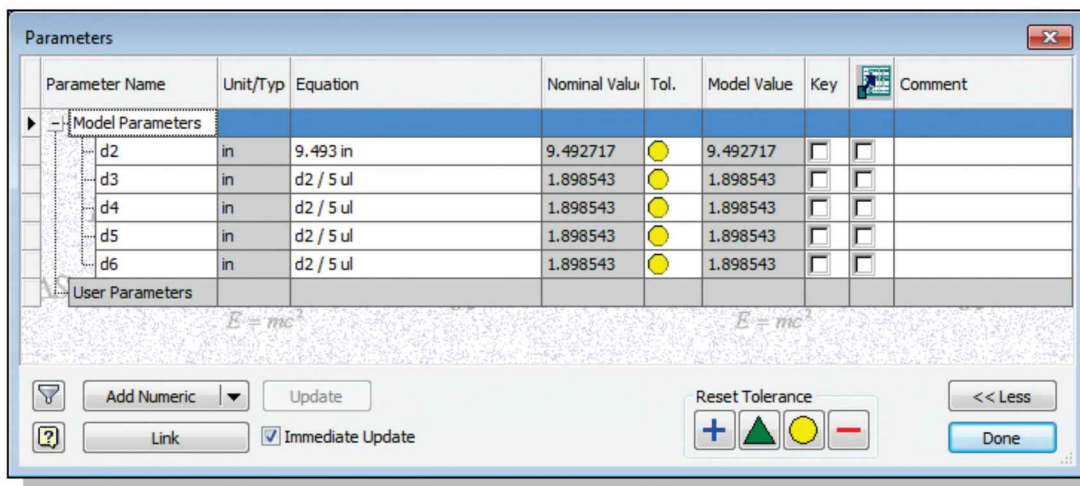 Parameters
Parameter Name Unit/Typ Equation Nominal Valu Tol. Model Value Key Comment
Model Parameters
d2 in 9.493 in 9.492717 9.492717
d3 in d2 / 5 ul 1.898543 1.898543
d4 in d2 / 5 ul 1.898543 1.898543
d5 in d2 / 5 ul 1.898543 1.898543
d6 in d2 / 5 ul 1.898543 1.898543
User Parameters
E = mc² E = mc²
Add Numeric Update Reset Tolerance << Less
Link Immediate Update Done